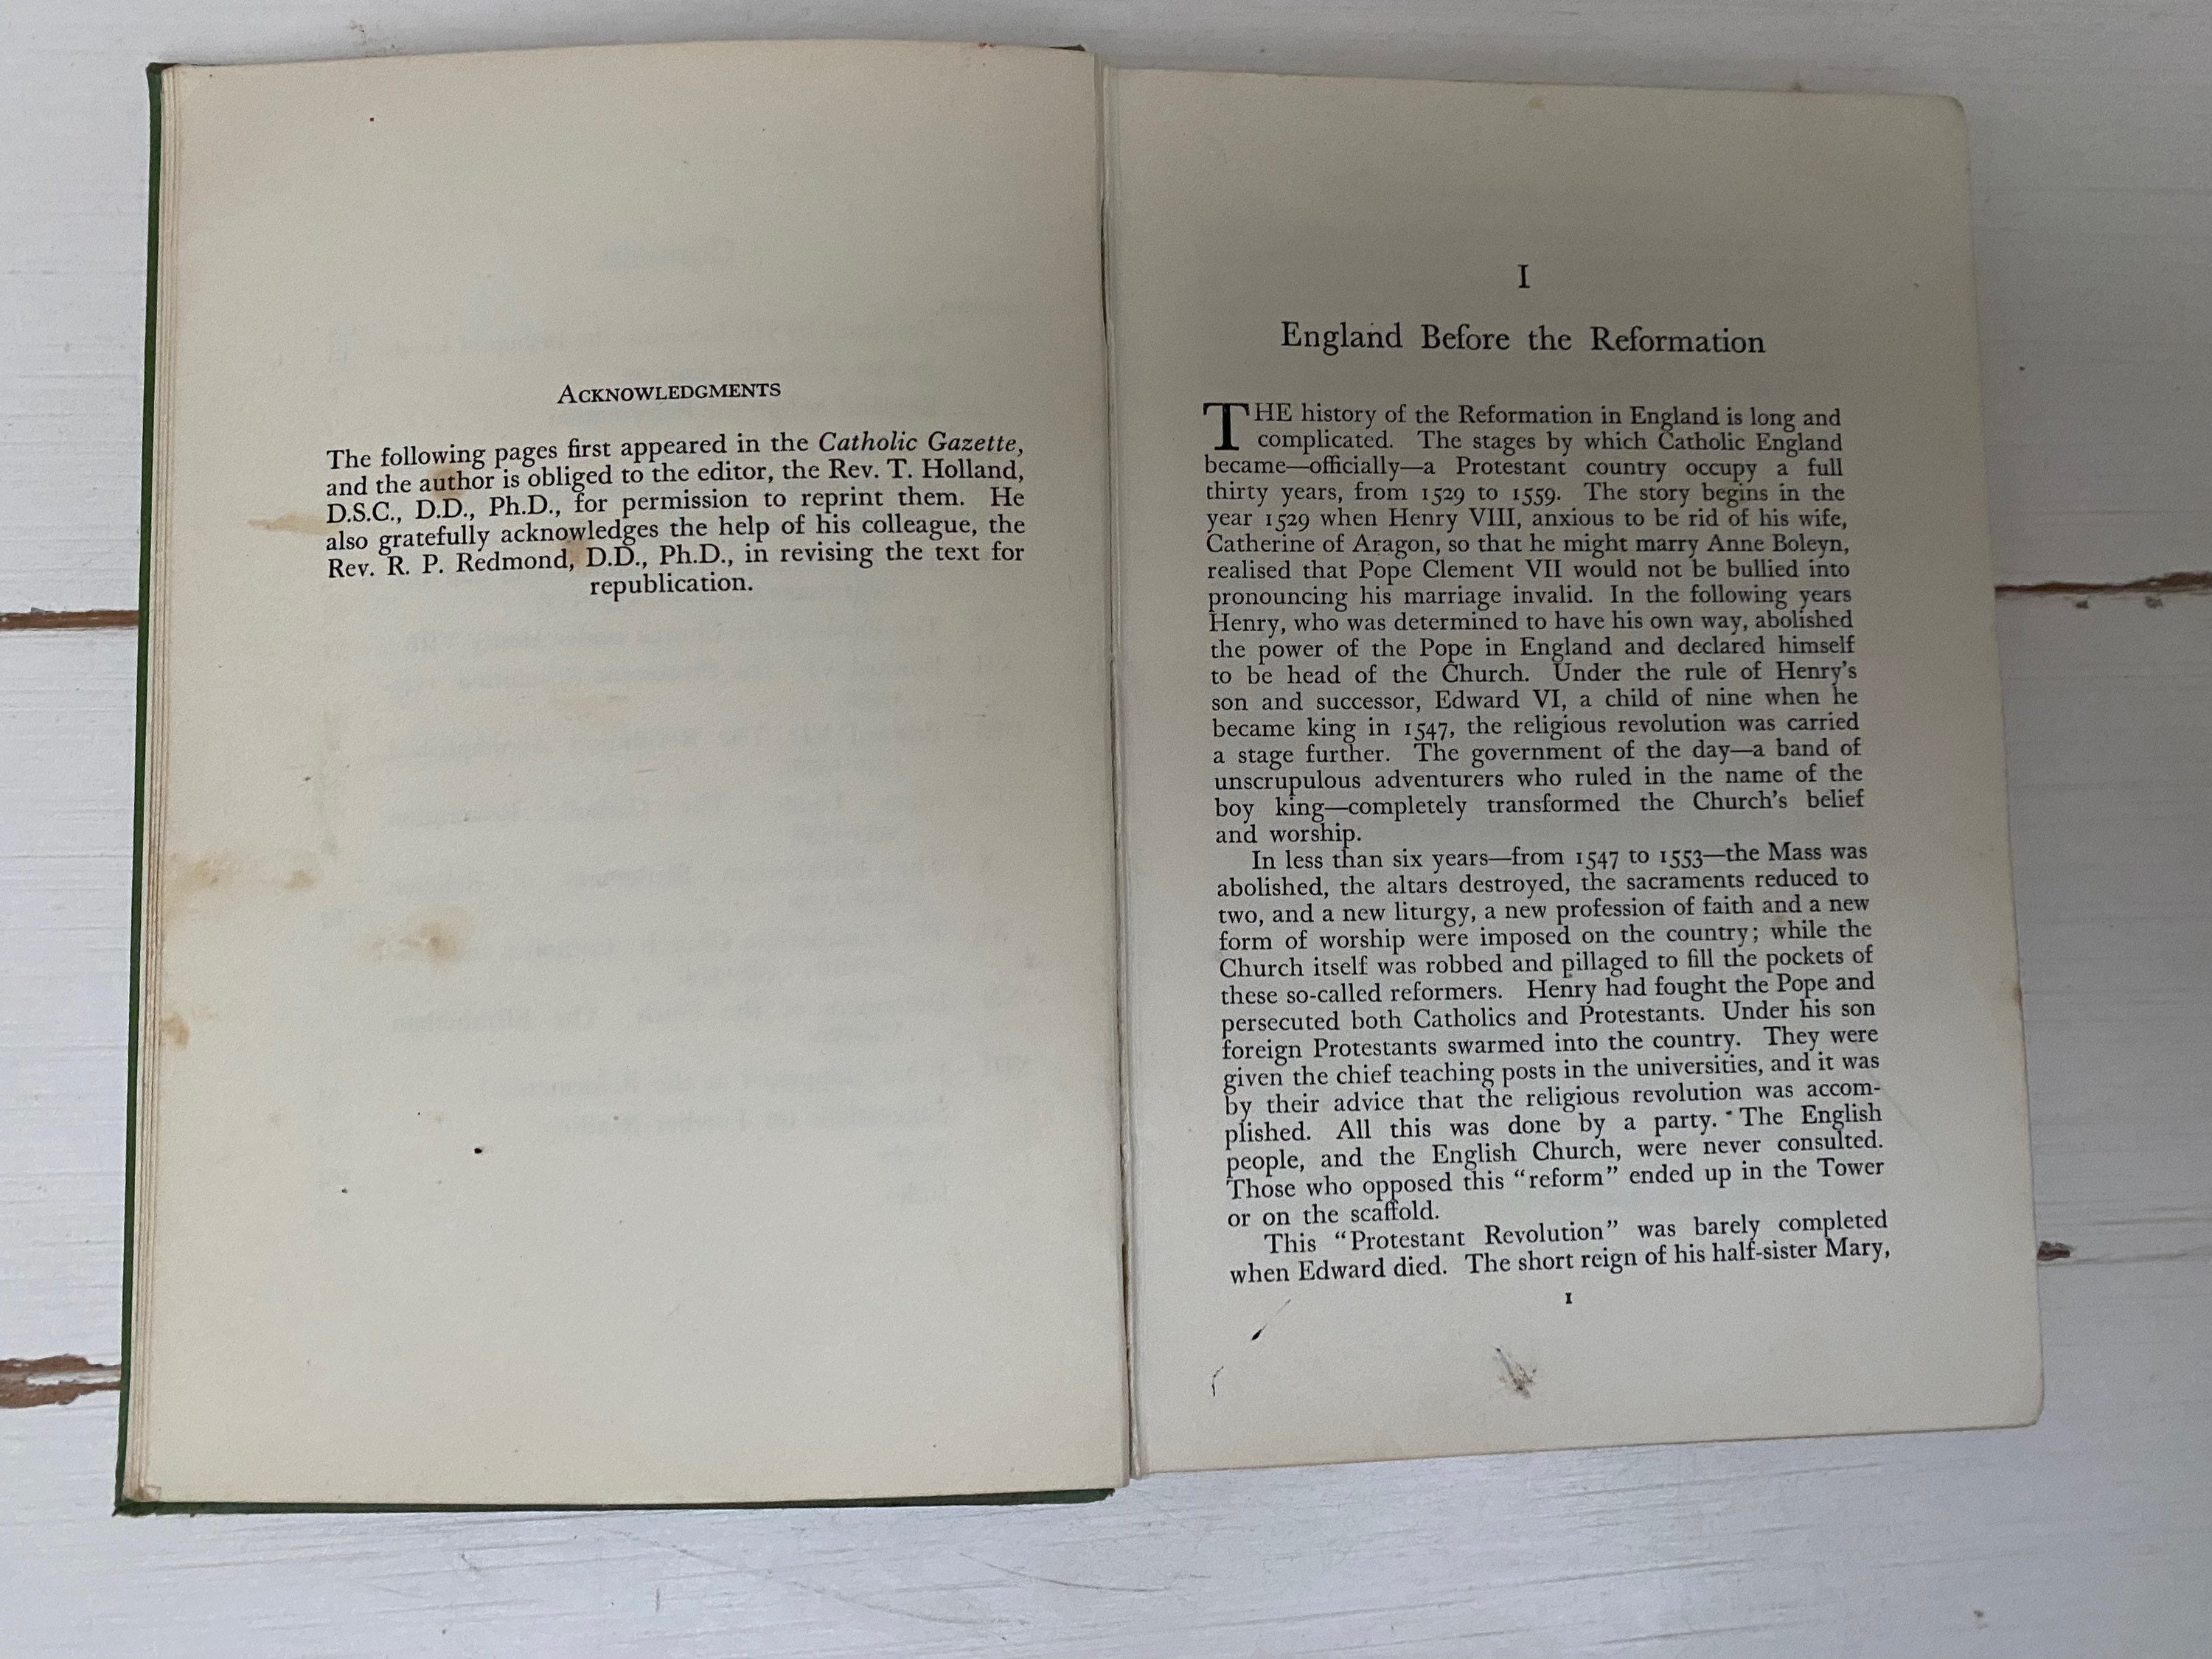 ACKNOWLEDGMENTS
The following pages first appeared in the Catholic Gazette,
and the author is obliged to the editor, the Rev. T. Holland,
D.S.C., D.D., Ph.D., for permission to reprint them. He
also gratefully acknowledges the help of his colleague, the
Rev. R. P. Redmond, D.D., Ph.D., in revising the text for
republication.
I
England Before the Reformation
THE history of the Reformation in England is long and
complicated. The stages by which Catholic England
became—officially—a Protestant country occupy a full
thirty years, from 1529 to 1559. The story begins in the
year 1529 when Henry VIII, anxious to be rid of his wife,
Catherine of Aragon, so that he might marry Anne Boleyn,
realised that Pope Clement VII would not be bullied into
pronouncing his marriage invalid. In the following years
Henry, who was determined to have his own way, abolished
the power of the Pope in England and declared himself
to be head of the Church. Under the rule of Henry's
son and successor, Edward VI, a child of nine when he
became king in 1547, the religious revolution was carried
a stage further. The government of the day—a band of
unscrupulous adventurers who ruled in the name of the
boy king—completely transformed the Church's belief
and worship.
In less than six years—from 1547 to 1553—the Mass was
abolished, the altars destroyed, the sacraments reduced to
two, and a new liturgy, a new profession of faith and a new
form of worship were imposed on the country; while the
Church itself was robbed and pillaged to fill the pockets of
these so-called reformers. Henry had fought the Pope and
persecuted both Catholics and Protestants. Under his son
foreign Protestants swarmed into the country. They were
given the chief teaching posts in the universities, and it was
by their advice that the religious revolution was accom-
plished. All this was done by a party. The English
people, and the English Church, were never consulted.
Those who opposed this "reform" ended up in the Tower
or on the scaffold.
This "Protestant Revolution" was barely completed
when Edward died. The short reign of his half-sister Mary,
1